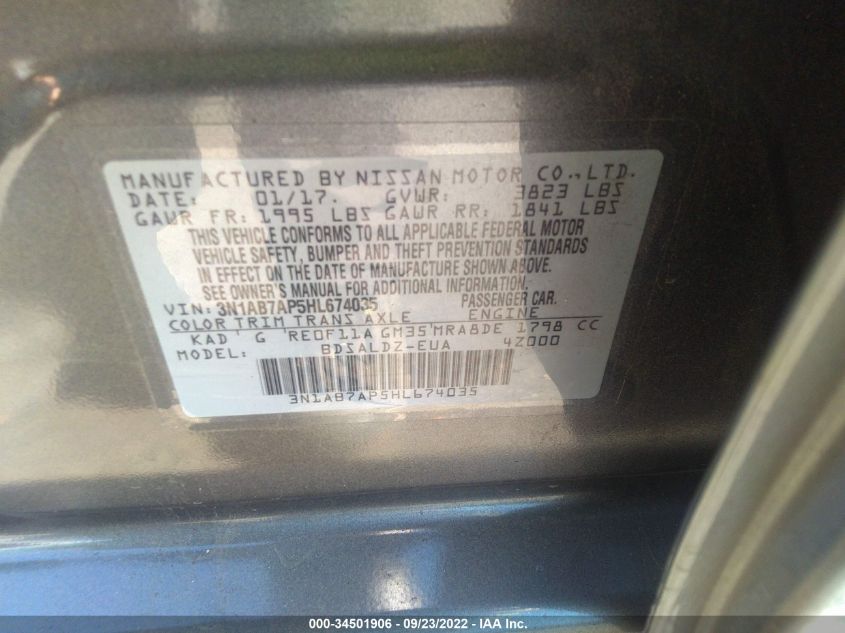 MANUFACTURED BY NISSAN MOTOR CO.,LTD.
DATE: 01/17. GVWR: 3823 LBS
GAWR FR: 1995 LBS GAWR RR: 1841 LBS
THIS VEHICLE CONFORMS TO ALL APPLICABLE FEDERAL MOTOR
VEHICLE SAFETY, BUMPER AND THEFT PREVENTION STANDARDS
IN EFFECT ON THE DATE OF MANUFACTURE SHOWN ABOVE.
SEE OWNER'S MANUAL FOR ADDITIONAL INFORMATION.
VIN: 3N1AB7AP5HL674035 PASSENGER CAR.
COLOR TRIM TRANS AXLE ENGINE
KAD G RE0F11A GM35 MRA8DE 1798 CC
MODEL: BDSALDZ-EUA 4Z000
3N1AB7AP5HL674035
000-34501906 - 09/23/2022 - IAA Inc.